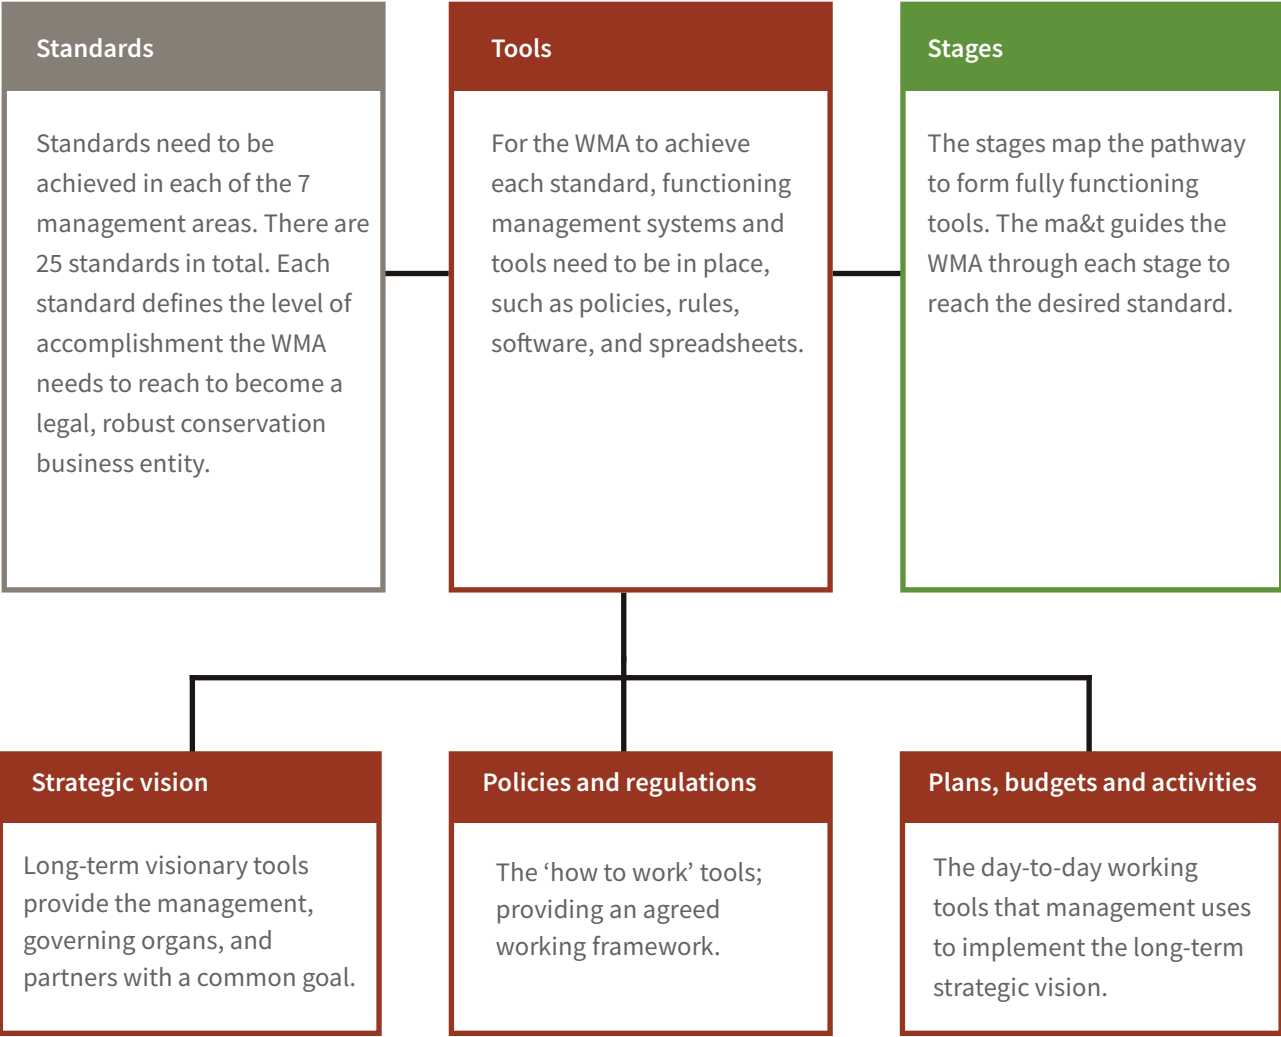 Standards
Standards need to be
achieved in each of the 7
management areas. There are
25 standards in total. Each
standard defines the level of
accomplishment the WMA
needs to reach to become a
legal, robust conservation
business entity.
Tools
For the WMA to achieve
each standard, functioning
management systems and
tools need to be in place,
such as policies, rules,
software, and spreadsheets.
Stages
The stages map the pathway
to form fully functioning
tools. The ma&t guides the
WMA through each stage to
reach the desired standard.
Strategic vision
Long-term visionary tools
provide the management,
governing organs, and
partners with a common goal.
Policies and regulations
The ‘how to work’ tools;
providing an agreed
working framework.
Plans, budgets and activities
The day-to-day working
tools that management uses
to implement the long-term
strategic vision.